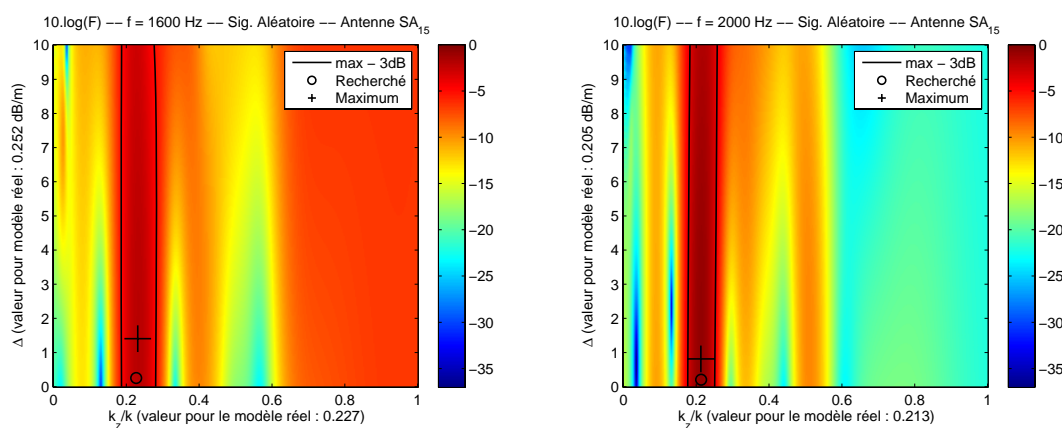 10.log(F) −− f = 1600 Hz −− Sig. Aléatoire −− Antenne SA15
10
9
8
7
6
5
4
3
2
1
0
Δ (valeur pour modèle réel : 0.252 dB/m)
max − 3dB
Recherché
Maximum
0
−5
−10
−15
−20
−25
−30
−35
0 0.2 0.4 0.6 0.8 1
kz/k (valeur pour le modèle réel : 0.227)
10.log(F) −− f = 2000 Hz −− Sig. Aléatoire −− Antenne SA15
10
9
8
7
6
5
4
3
2
1
0
Δ (valeur pour modèle réel : 0.205 dB/m)
max − 3dB
Recherché
Maximum
0
−5
−10
−15
−20
−25
−30
−35
0 0.2 0.4 0.6 0.8 1
kz/k (valeur pour le modèle réel : 0.213)